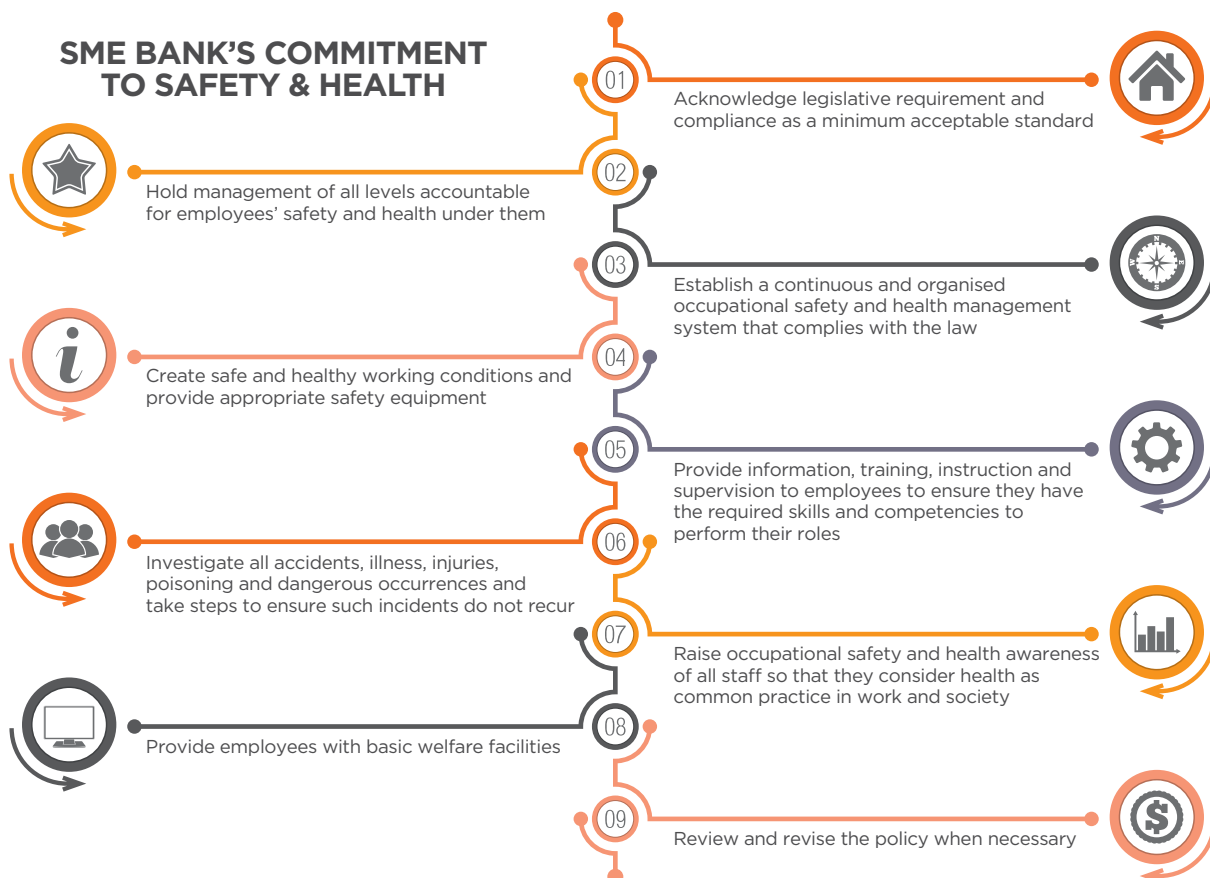 SME BANK'S COMMITMENT
TO SAFETY & HEALTH
01
Acknowledge legislative requirement and
compliance as a minimum acceptable standard
02
Hold management of all levels accountable
for employees' safety and health under them
03
N
E
S
W
Establish a continuous and organised
occupational safety and health management
system that complies with the law
04
i
Create safe and healthy working conditions and
provide appropriate safety equipment
05
Provide information, training, instruction and
supervision to employees to ensure they have
the required skills and competencies to
perform their roles
06
Investigate all accidents, illness, injuries,
poisoning and dangerous occurrences and
take steps to ensure such incidents do not recur
07
Raise occupational safety and health awareness
of all staff so that they consider health as
common practice in work and society
08
Provide employees with basic welfare facilities
09
$
Review and revise the policy when necessary